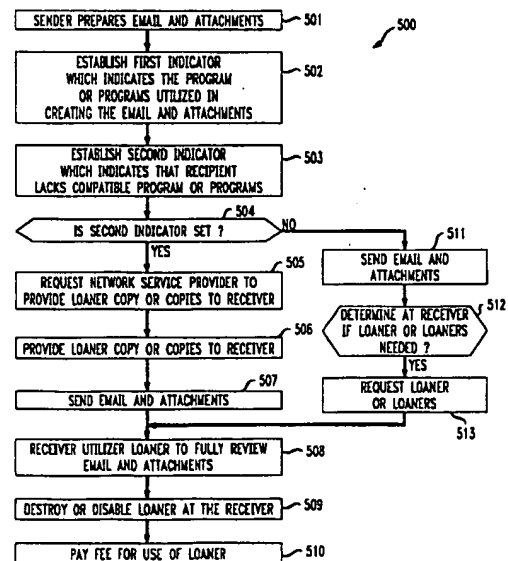 SENDER PREPARES EMAIL AND ATTACHMENTS
501
500
ESTABLISH FIRST INDICATOR
WHICH INDICATES THE PROGRAM
OR PROGRAMS UTILIZED IN
CREATING THE EMAIL AND ATTACHMENTS
502
ESTABLISH SECOND INDICATOR
WHICH INDICATES THAT RECIPIENT
LACKS COMPATIBLE PROGRAM OR PROGRAMS
503
IS SECOND INDICATOR SET ?
504
NO
YES
REQUEST NETWORK SERVICE PROVIDER TO
PROVIDE LOANER COPY OR COPIES TO RECEIVER
505
PROVIDE LOANER COPY OR COPIES TO RECEIVER
506
SEND EMAIL AND ATTACHMENTS
507
SEND EMAIL AND
ATTACHMENTS
511
DETERMINE AT RECEIVER
IF LOANER OR LOANERS
NEEDED ?
512
YES
REQUEST LOANER
OR LOANERS
513
RECEIVER UTILIZER LOANER TO FULLY REVIEW
EMAIL AND ATTACHMENTS
508
DESTROY OR DISABLE LOANER AT THE RECEIVER
509
PAY FEE FOR USE OF LOANER
510